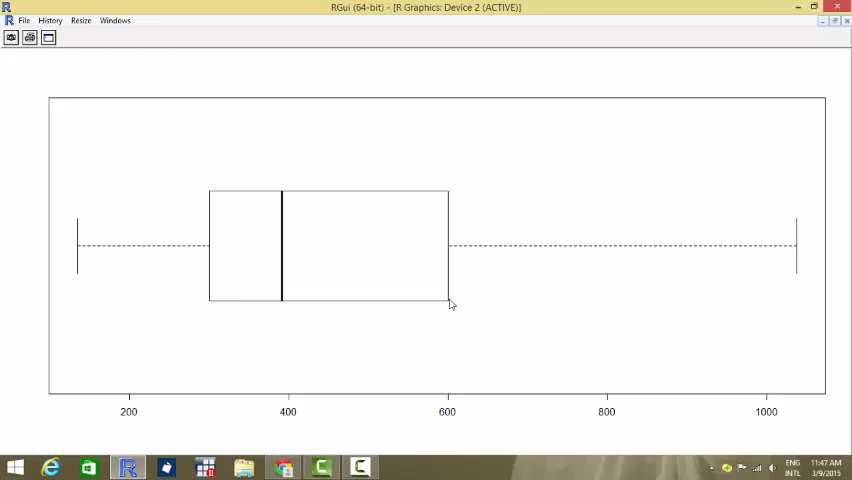 RGui (64-bit) - [R Graphics: Device 2 (ACTIVE)]
File History Resize Windows
200 400 600 800 1000
ENG 11:47 AM
INTL 3/9/2015